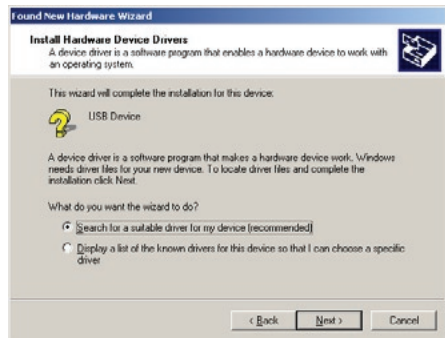 Found New Hardware Wizard
Install Hardware Device Drivers
A device driver is a software program that enables a hardware device to work with
an operating system.
This wizard will complete the installation for this device:
USB Device
A device driver is a software program that makes a hardware device work. Windows
needs driver files for your new device. To locate driver files and complete the
installation click Next.
What do you want the wizard to do?
Search for a suitable driver for my device (recommended)
Display a list of the known drivers for this device so that I can choose a specific
driver
< Back Next > Cancel